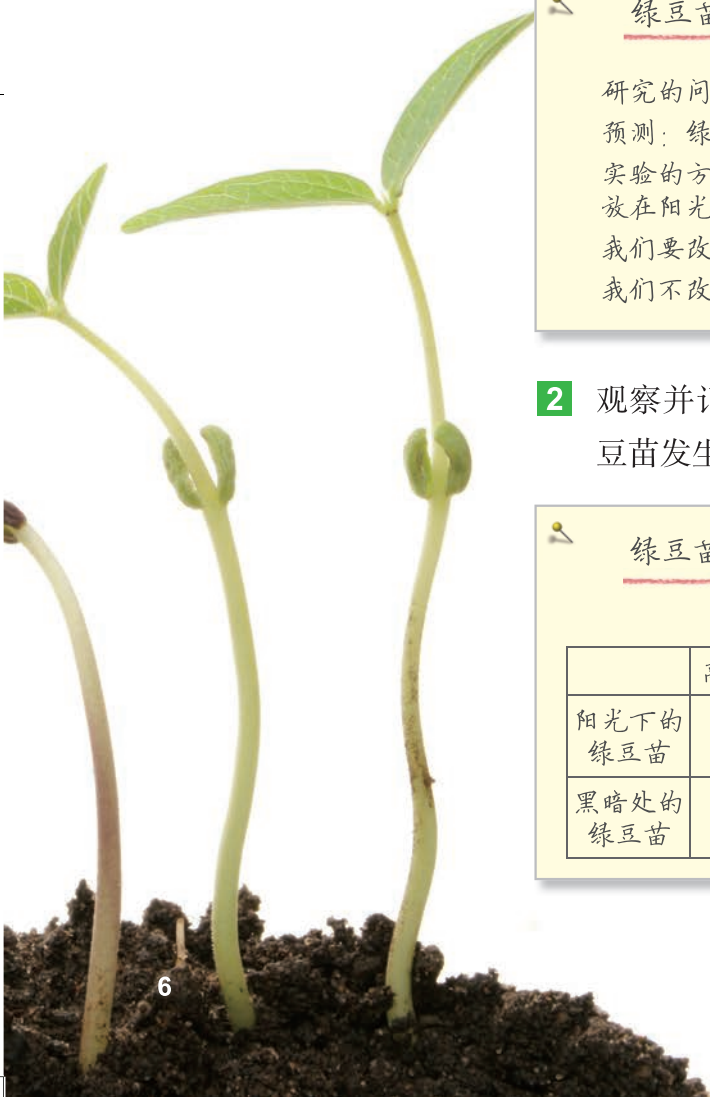 绿豆苗
研究的问
预测：绿
实验的方
放在阳光
我们要改
我们不改
2 观察并记
豆苗发生
绿豆苗
高
阳光下的
绿豆苗
黑暗处的
绿豆苗
6